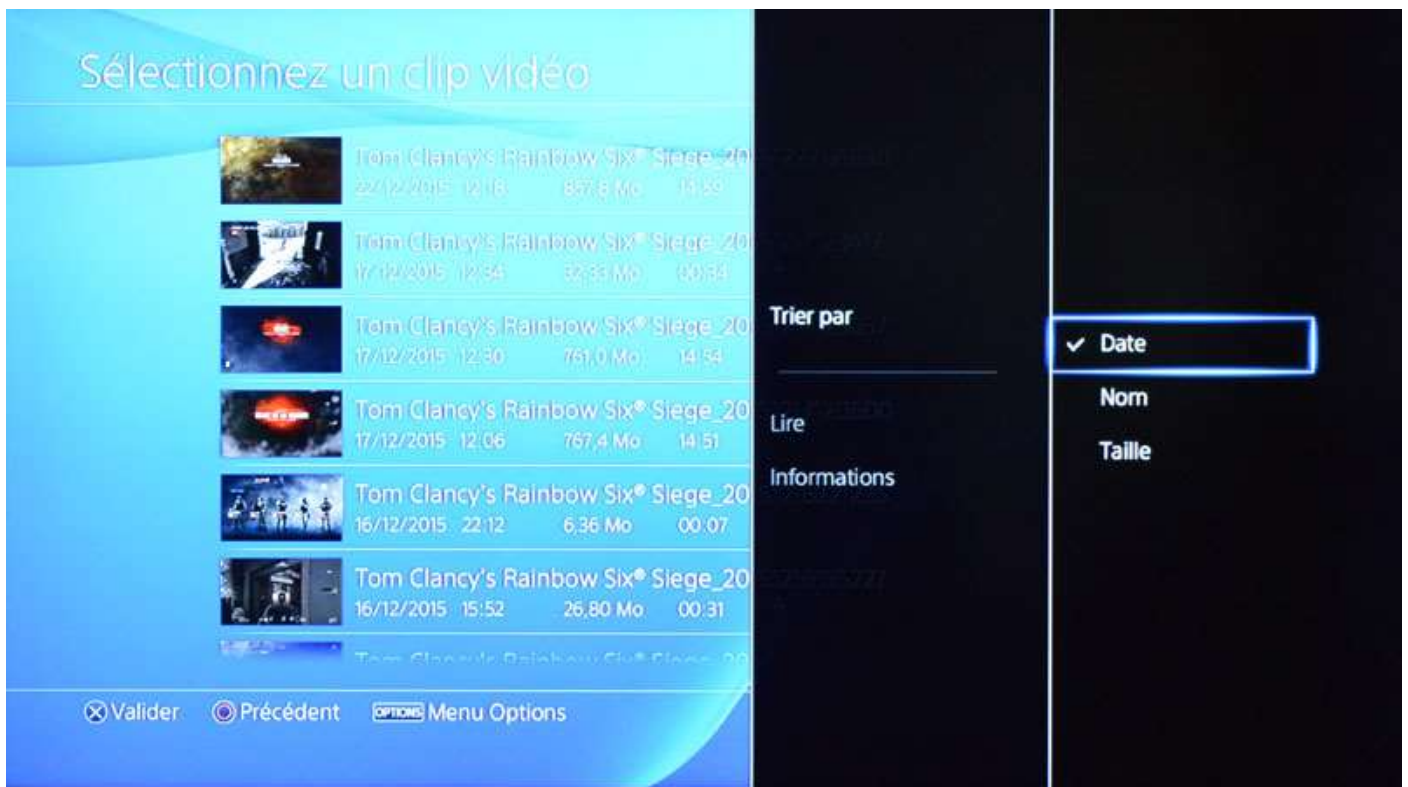 Sélectionnez un clip vidéo
Tom Clancy's Rainbow Six® Siege_20
22/12/2015 12:18 857,8 Mo 14:59
Tom Clancy's Rainbow Six® Siege_20
17/12/2015 12:34 32,33 Mo 00:34
Tom Clancy's Rainbow Six® Siege_20
17/12/2015 12:30 761,0 Mo 14:54
Tom Clancy's Rainbow Six® Siege_20
17/12/2015 12:06 767,4 Mo 14:51
Tom Clancy's Rainbow Six® Siege_20
16/12/2015 22:12 6,36 Mo 00:07
Tom Clancy's Rainbow Six® Siege_20
16/12/2015 15:52 26,80 Mo 00:31
Tom Clancy's Rainbow Six® Siege_20
Valider Précédent OPTIONS Menu Options
Trier par
Lire
Informations
Date
Nom
Taille